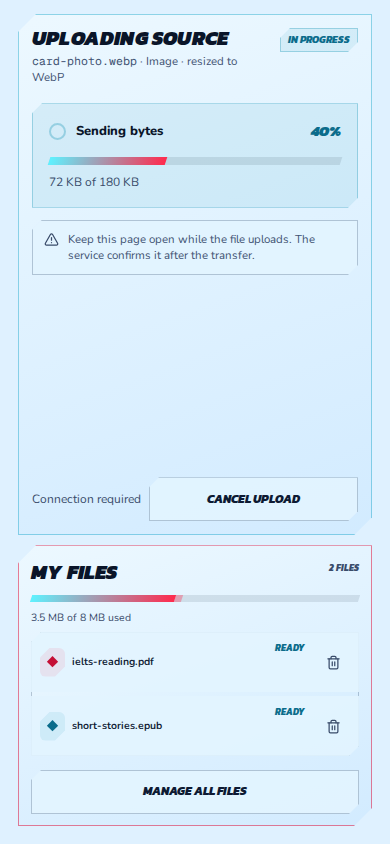 UPLOADING SOURCE
IN PROGRESS
card-photo.webp · Image · resized to
WebP
Sending bytes
40%
72 KB of 180 KB
Keep this page open while the file uploads. The
service confirms it after the transfer.
Connection required
CANCEL UPLOAD
MY FILES
2 FILES
3.5 MB of 8 MB used
READY
ielts-reading.pdf
READY
short-stories.epub
MANAGE ALL FILES